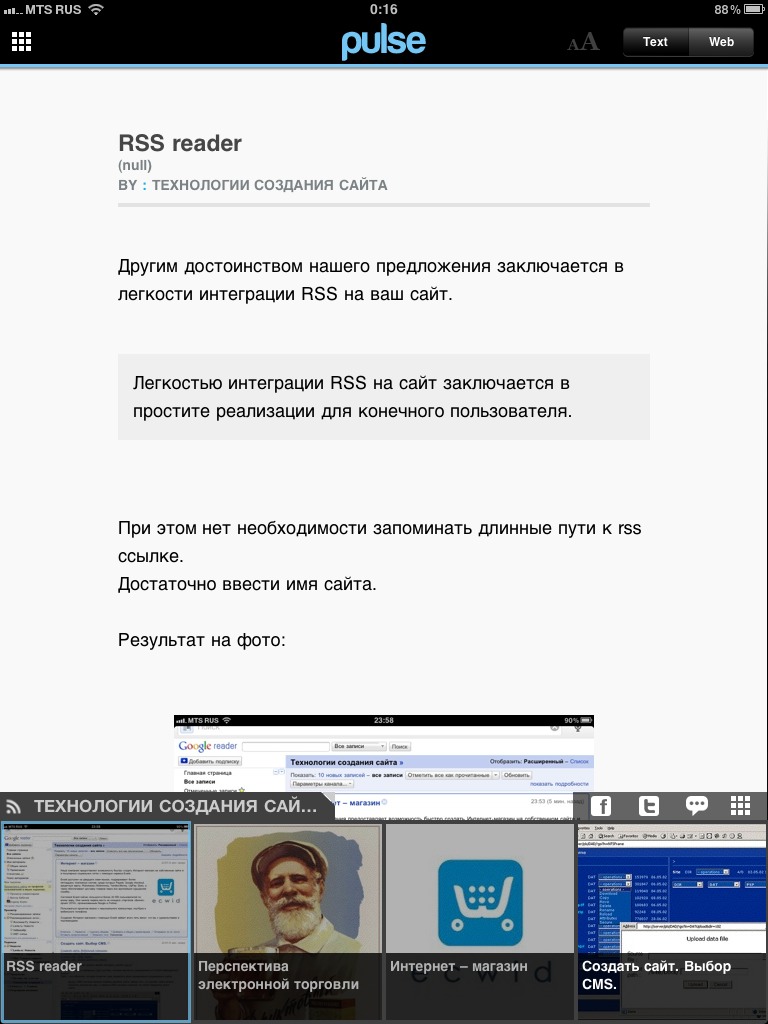 MTS RUS 0:16 88%
pulse AA Text Web
RSS reader
(null)
BY : ТЕХНОЛОГИИ СОЗДАНИЯ САЙТА
Другим достоинством нашего предложения заключается в
легкости интеграции RSS на ваш сайт.
Легкостью интеграции RSS на сайт заключается в
простите реализации для конечного пользователя.
При этом нет необходимости запоминать длинные пути к rss
ссылке.
Достаточно ввести имя сайта.
Результат на фото:
MTS RUS 23:58 90%
Google reader Все записи Поиск
Добавить подписку Технологии создания сайта » Отобразить: Расширенный – Список
Главная страница Показать: 10 новых записей – все записи Отметить все как прочитанные Обновить
Все записи Параметры канала... показать подробности
т – магазин 23:53 (5 мин.
ТЕХНОЛОГИИ СОЗДАНИЯ САЙ...
RSS reader
Перспектива
электронной торговли
Интернет – магазин
ecwid
Создать сайт. Выбор
CMS.
Upload data file